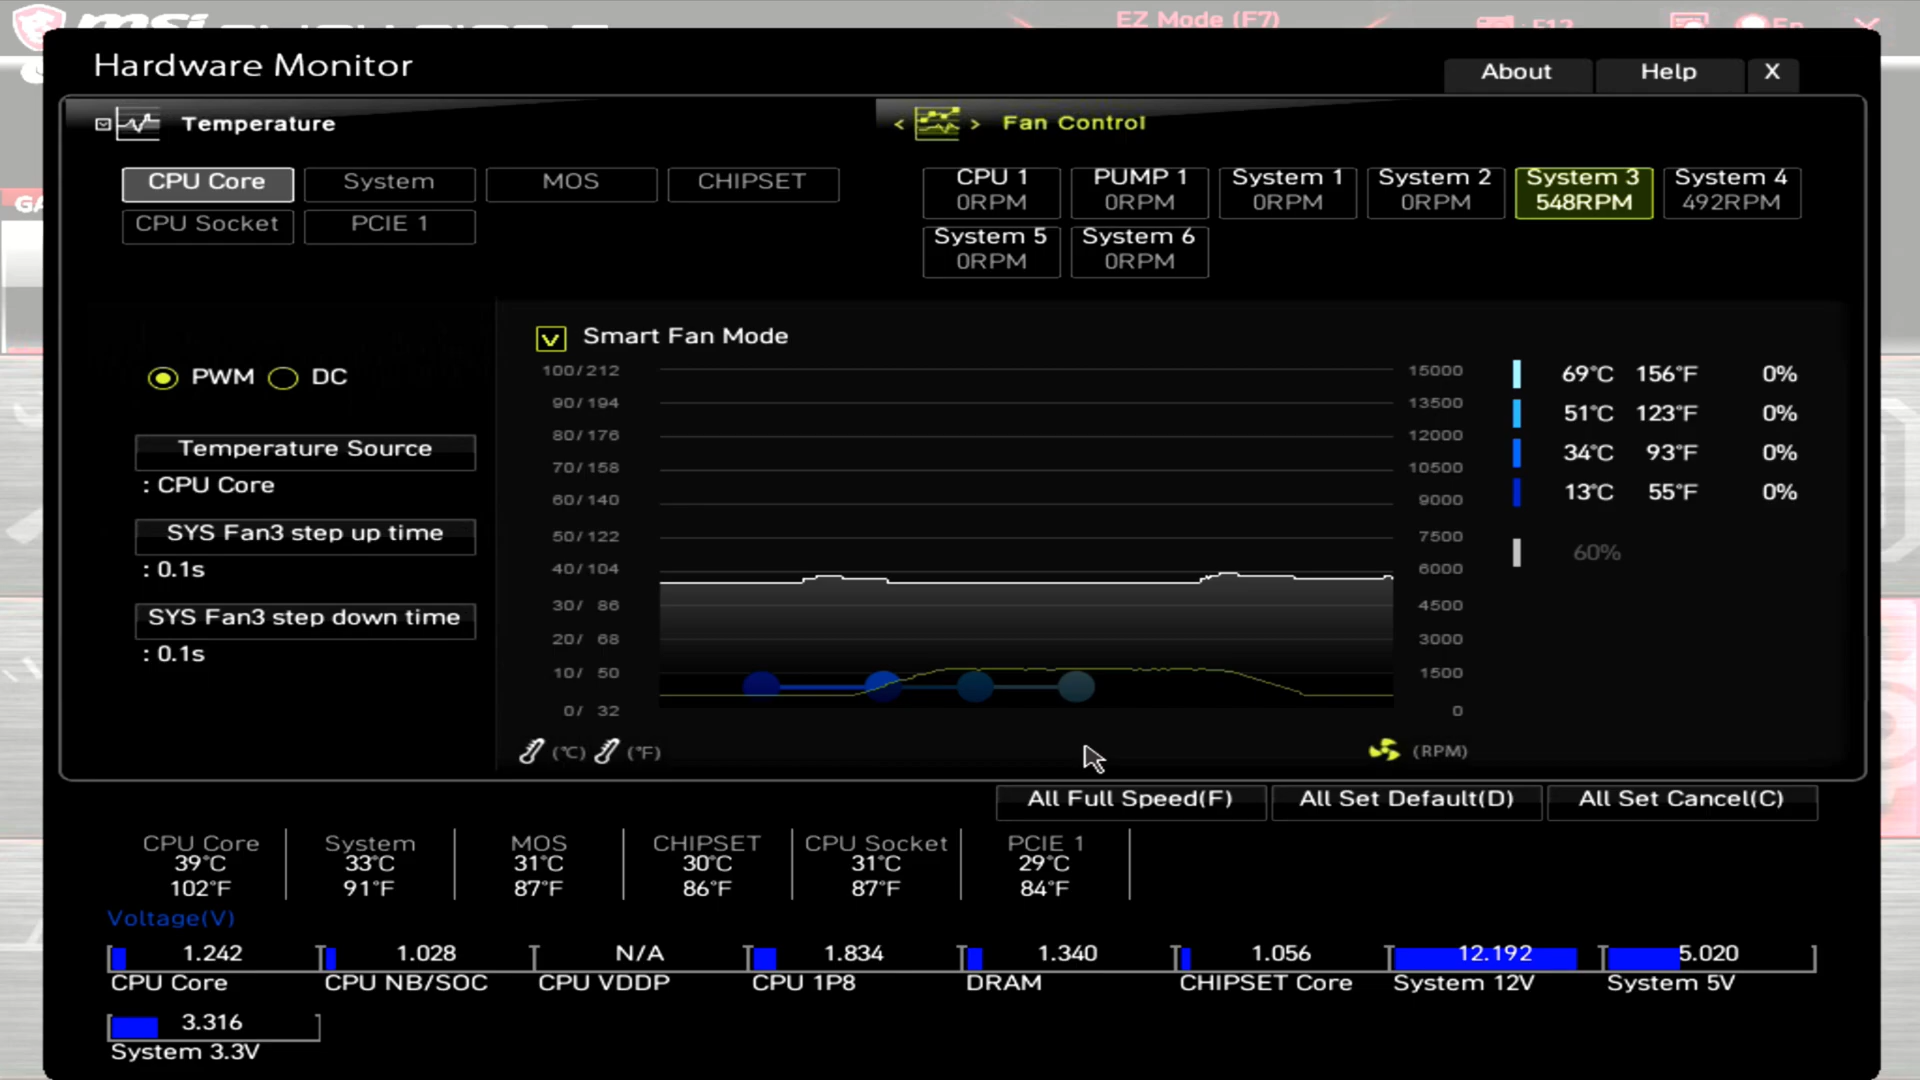 msi
EZ Mode (F7)
: F12
En
Hardware Monitor
About
Help
X
Temperature
< > Fan Control
CPU Core
System
MOS
CHIPSET
CPU Socket
PCIE 1
CPU 1
0RPM
PUMP 1
0RPM
System 1
0RPM
System 2
0RPM
System 3
548RPM
System 4
492RPM
System 5
0RPM
System 6
0RPM
GA
PWM
DC
Temperature Source
: CPU Core
SYS Fan3 step up time
: 0.1s
SYS Fan3 step down time
: 0.1s
V Smart Fan Mode
100/212
90/194
80/176
70/158
60/140
50/122
40/104
30/ 86
20/ 68
10/ 50
0/ 32
15000
13500
12000
10500
9000
7500
6000
4500
3000
1500
0
(°C)
(°F)
(RPM)
69°C 156°F 0%
51°C 123°F 0%
34°C 93°F 0%
13°C 55°F 0%
60%
All Full Speed(F)
All Set Default(D)
All Set Cancel(C)
CPU Core
39°C
102°F
System
33°C
91°F
MOS
31°C
87°F
CHIPSET
30°C
86°F
CPU Socket
31°C
87°F
PCIE 1
29°C
84°F
Voltage(V)
1.242
CPU Core
1.028
CPU NB/SOC
N/A
CPU VDDP
1.834
CPU 1P8
1.340
DRAM
1.056
CHIPSET Core
12.192
System 12V
5.020
System 5V
3.316
System 3.3V